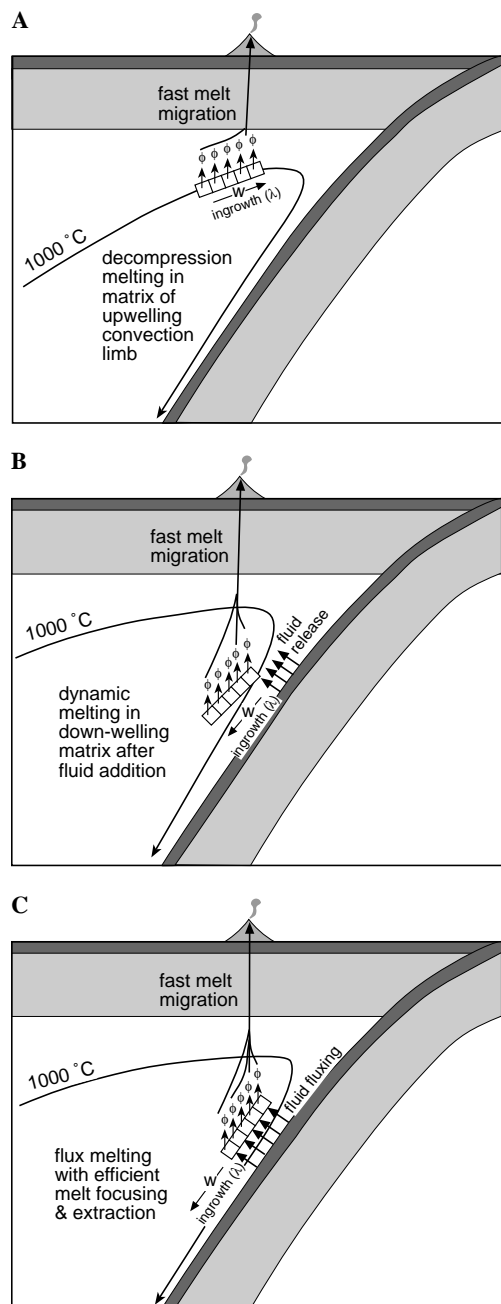 A
fast melt
migration
ϕ ϕ ϕ ϕ ϕ
w
ingrowth (λ)
1000 ˚C
decompression
melting in
matrix of
upwelling
convection
limb
B
fast melt
migration
1000 ˚C
fluid
release
ϕ ϕ ϕ ϕ ϕ
w
ingrowth (λ)
dynamic
melting in
down-welling
matrix after
fluid addition
C
fast melt
migration
1000 ˚C
fluid fluxing
ϕ ϕ ϕ ϕ ϕ
w
ingrowth (λ)
flux melting
with efficient
melt focusing
& extraction